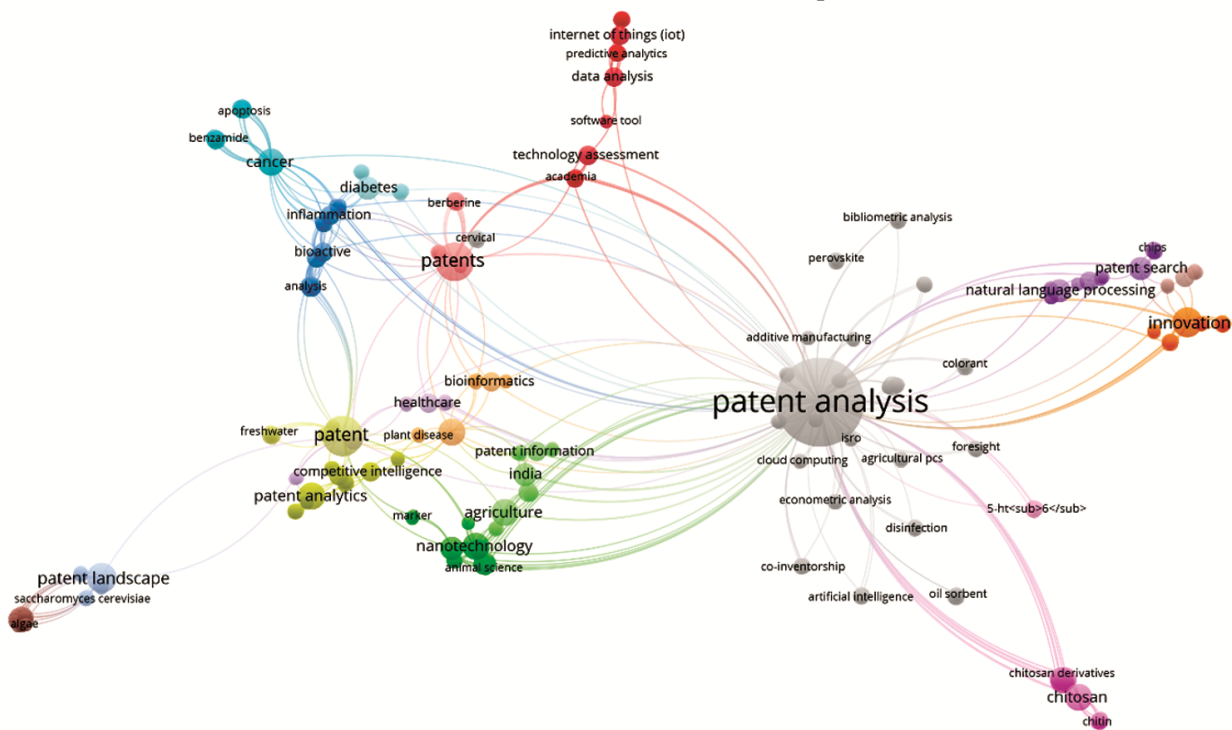 internet of things (iot)
predictive analytics
data analysis
software tool
technology assessment
academia
apoptosis
benzamide
cancer
diabetes
inflammation
berberine
cervical
bioactive
patents
analysis
bibliometric analysis
perovskite
chips
patent search
natural language processing
innovation
additive manufacturing
colorant
bioinformatics
healthcare
patent analysis
freshwater
patent
plant disease
isro
foresight
patent information
cloud computing
agricultural pcs
competitive intelligence
india
patent analytics
econometric analysis
5-ht<sub>6</sub>
marker
agriculture
disinfection
nanotechnology
animal science
co-inventorship
patent landscape
saccharomyces cerevisiae
artificial intelligence
oil sorbent
algae
chitosan derivatives
chitosan
chitin